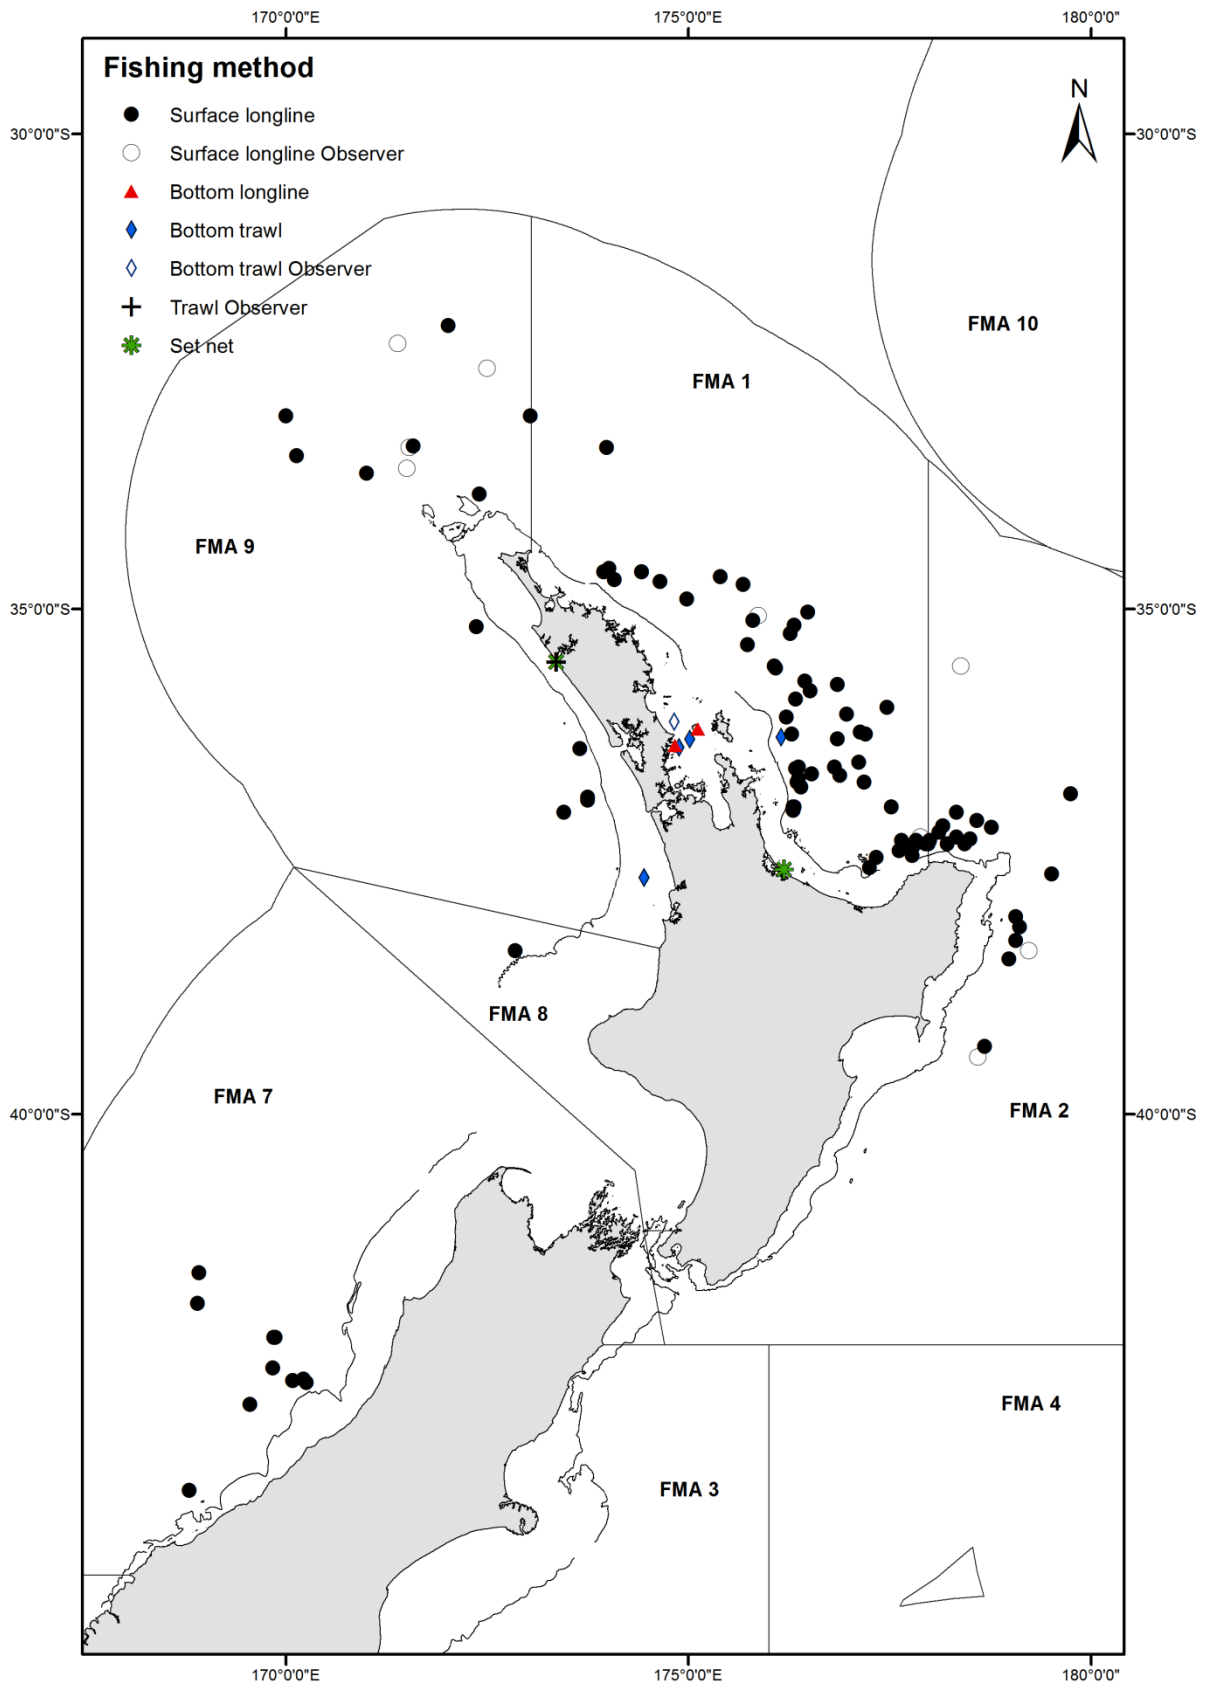 170°0'0"E 175°0'0"E 180°0'0"
Fishing method
N
Surface longline
30°0'0"S 30°0'0"S
Surface longline Observer
Bottom longline
Bottom trawl
Bottom trawl Observer
Trawl Observer
FMA 10
Set net
FMA 1
FMA 9
35°0'0"S 35°0'0"S
FMA 8
FMA 7
FMA 2
40°0'0"S 40°0'0"S
FMA 4
FMA 3
170°0'0"E 175°0'0"E 180°0'0"